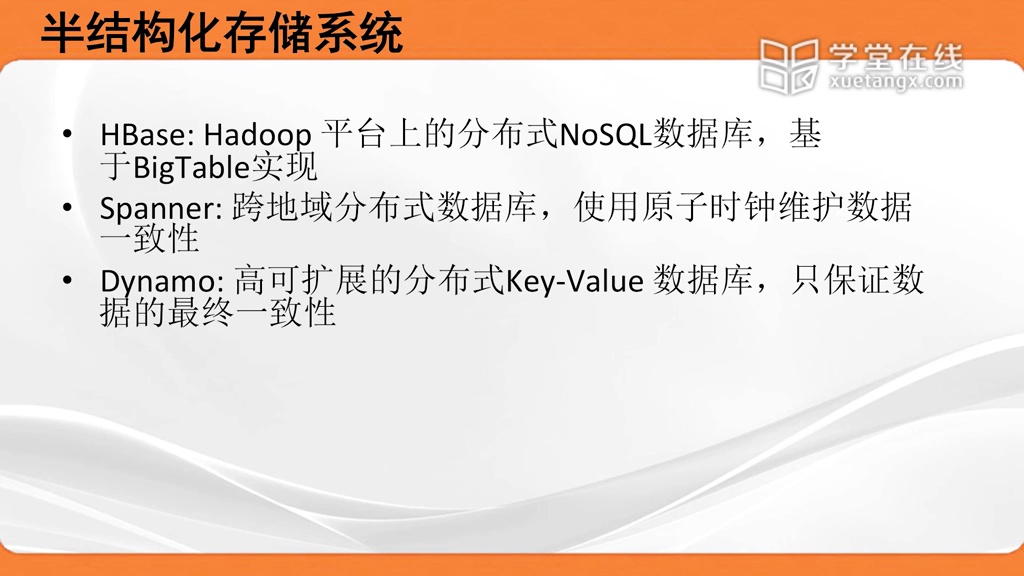 半结构化存储系统
学堂在线
xuetangx.com
• HBase: Hadoop 平台上的分布式NoSQL数据库，基
于BigTable实现
• Spanner: 跨地域分布式数据库，使用原子时钟维护数据
一致性
• Dynamo: 高可扩展的分布式Key-Value 数据库，只保证数
据的最终一致性